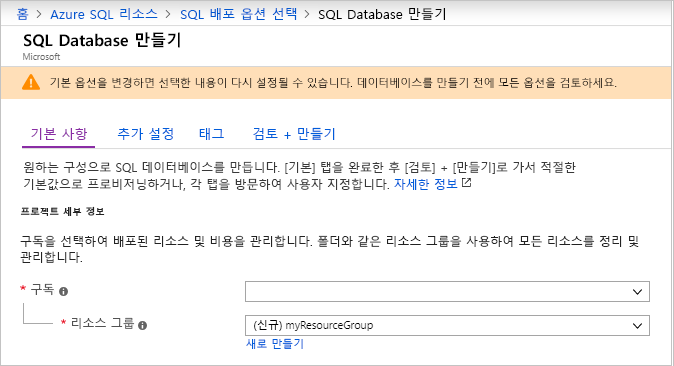 홈 > Azure SQL 리소스 > SQL 배포 옵션 선택 > SQL Database 만들기
SQL Database 만들기
Microsoft
기본 옵션을 변경하면 선택한 내용이 다시 설정될 수 있습니다. 데이터베이스를 만들기 전에 모든 옵션을 검토하세요.
기본 사항 추가 설정 태그 검토 + 만들기
원하는 구성으로 SQL 데이터베이스를 만듭니다. [기본] 탭을 완료한 후 [검토] + [만들기]로 가서 적절한
기본값으로 프로비저닝하거나, 각 탭을 방문하여 사용자 지정합니다. 자세한 정보
프로젝트 세부 정보
구독을 선택하여 배포된 리소스 및 비용을 관리합니다. 폴더와 같은 리소스 그룹을 사용하여 모든 리소스를 정리 및
관리합니다.
* 구독
* 리소스 그룹 (신규) myResourceGroup
새로 만들기